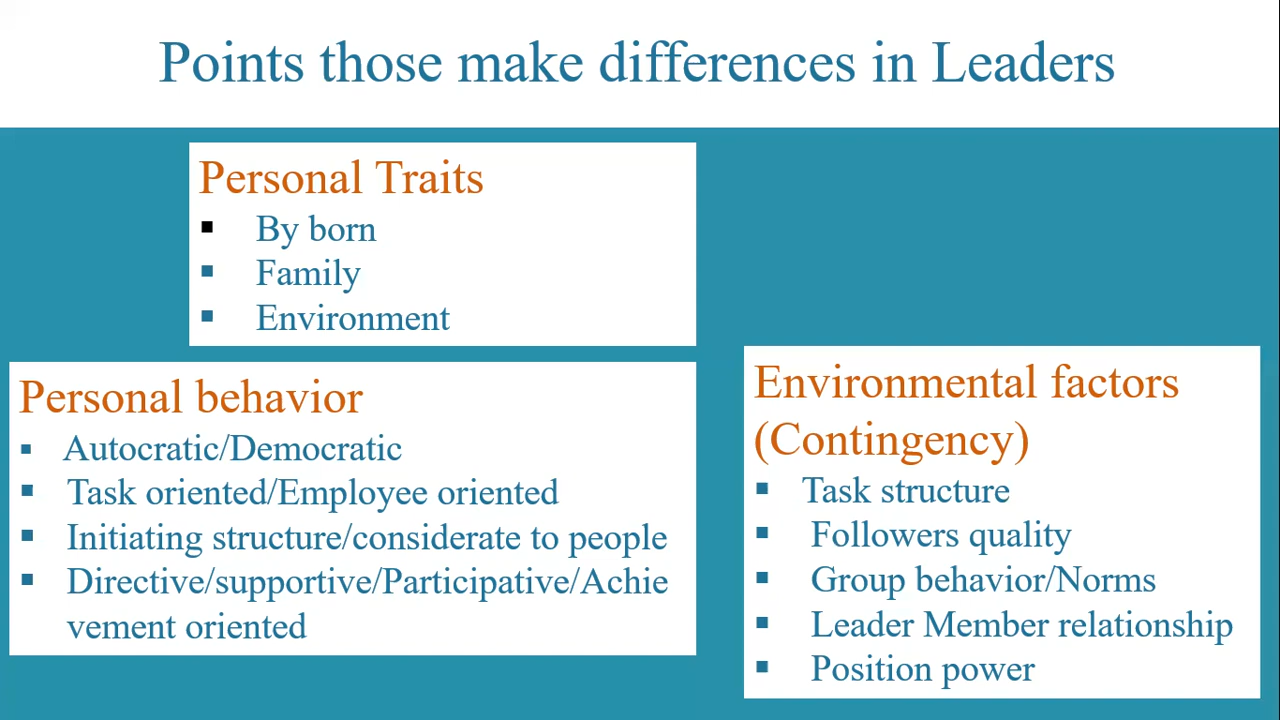 Points those make differences in Leaders
Personal Traits
▪ By born
▪ Family
▪ Environment
Personal behavior
▪ Autocratic/Democratic
▪ Task oriented/Employee oriented
▪ Initiating structure/considerate to people
▪ Directive/supportive/Participative/Achie
vement oriented
Environmental factors
(Contingency)
▪ Task structure
▪ Followers quality
▪ Group behavior/Norms
▪ Leader Member relationship
▪ Position power